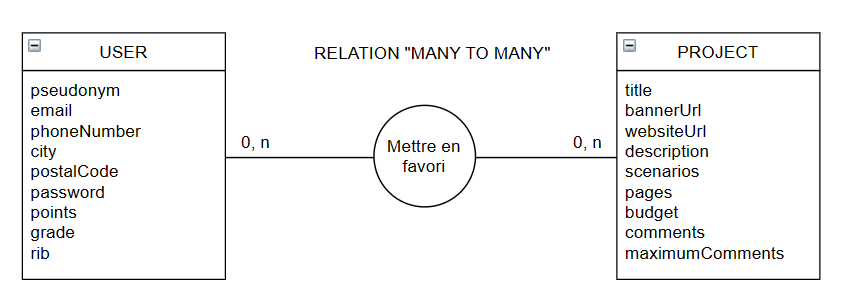 USER
RELATION "MANY TO MANY"
PROJECT
pseudonym
email
phoneNumber
city
postalCode
password
points
grade
rib
0, n
Mettre en
favori
0, n
title
bannerUrl
websiteUrl
description
scenarios
pages
budget
comments
maximumComments